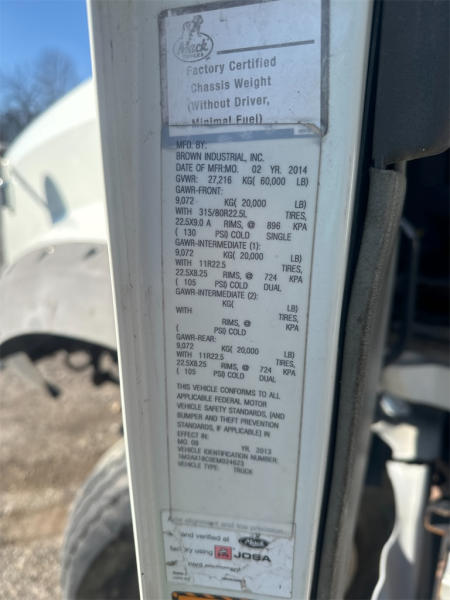 Mack
Factory Certified
Chassis Weight
(Without Driver,
Minimal Fuel)
MFD. BY:
BROWN INDUSTRIAL, INC.
DATE OF MFR:MO. 02 YR. 2014
GVWR: 27,216 KG( 60,000 LB)
GAWR-FRONT:
9,072 KG( 20,000 LB)
WITH 315/80R22.5L TIRES,
22.5X9.0 A RIMS, @ 896 KPA
( 130 PSI) COLD SINGLE
GAWR-INTERMEDIATE (1):
9,072 KG( 20,000 LB)
WITH 11R22.5 TIRES,
22.5X8.25 RIMS, @ 724 KPA
( 105 PSI) COLD DUAL
GAWR-INTERMEDIATE (2):
KG( LB)
WITH TIRES,
RIMS, @ KPA
( PSI) COLD
GAWR-REAR:
9,072 KG( 20,000 LB)
WITH 11R22.5 TIRES,
22.5X8.25 RIMS, @ 724 KPA
( 105 PSI) COLD DUAL
THIS VEHICLE CONFORMS TO ALL
APPLICABLE FEDERAL MOTOR
VEHICLE SAFETY STANDARDS, (AND
BUMPER AND THEFT PREVENTION
STANDARDS, IF APPLICABLE) IN
EFFECT IN:
MO. 08 YR. 2013
VEHICLE IDENTIFICATION NUMBER:
1M2AX18C9EM024623
VEHICLE TYPE: TRUCK
alignment and toe precision
and verified at Mack
factory using JOSAM